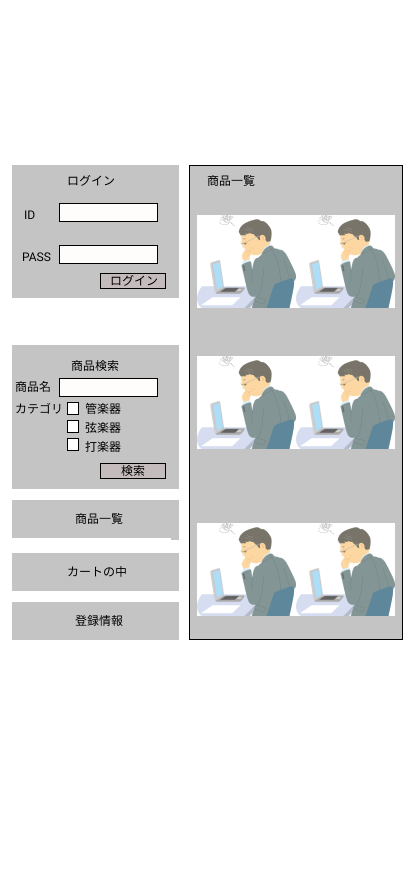 ログイン
ID
PASS
ログイン
商品検索
商品名
カテゴリ
管楽器
弦楽器
打楽器
検索
商品一覧
カートの中
登録情報
商品一覧